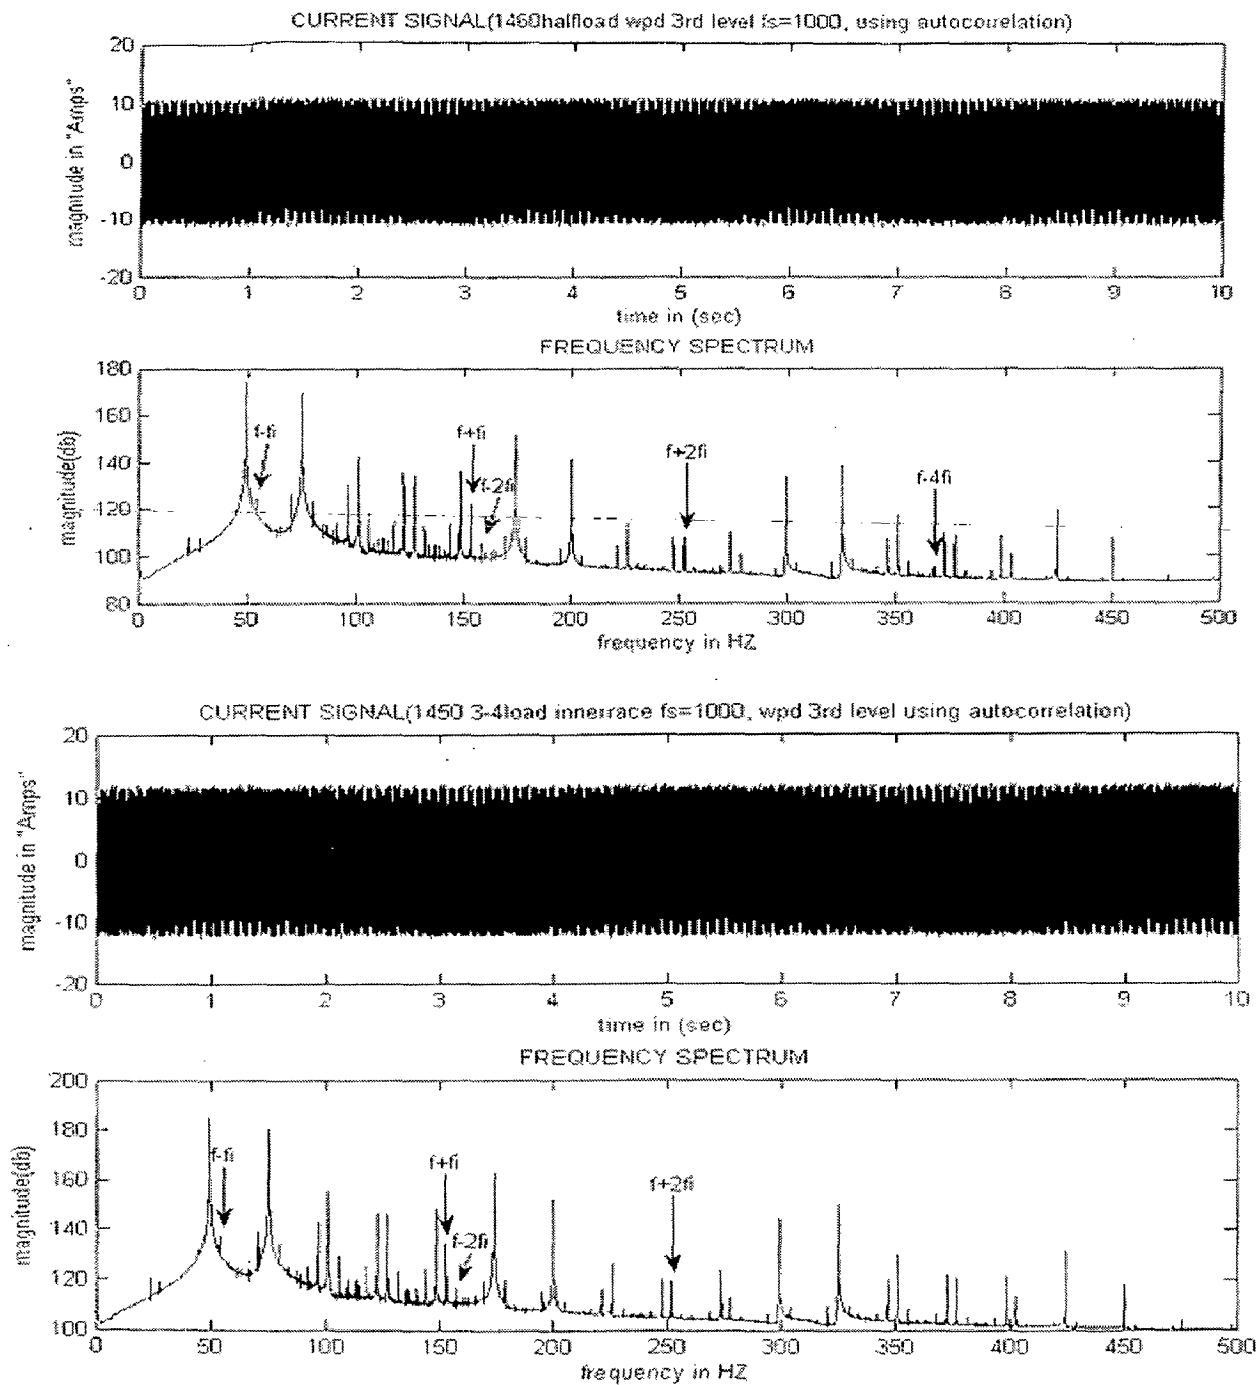 CURRENT SIGNAL(1460halfload wpd 3rd level fs=1000, using autocorrelation)
20
10
0
-10
-20
magnitude in "Amps"
0 1 2 3 4 5 6 7 8 9 10
time in (sec)
FREQUENCY SPECTRUM
180
160
140
120
100
80
magnitude(db)
f-fi
f+fi
f-2fi
f+2fi
f-4fi
0 50 100 150 200 250 300 350 400 450 500
frequency in HZ
CURRENT SIGNAL(1450 3-4load innerrace fs=1000, wpd 3rd level using autocorrelation)
20
10
0
-10
-20
magnitude in "Amps"
0 1 2 3 4 5 6 7 8 9 10
time in (sec)
FREQUENCY SPECTRUM
200
180
160
140
120
100
magnitude(db)
f-fi
f+fi
f-2fi
f+2fi
0 50 100 150 200 250 300 350 400 450 500
frequency in HZ